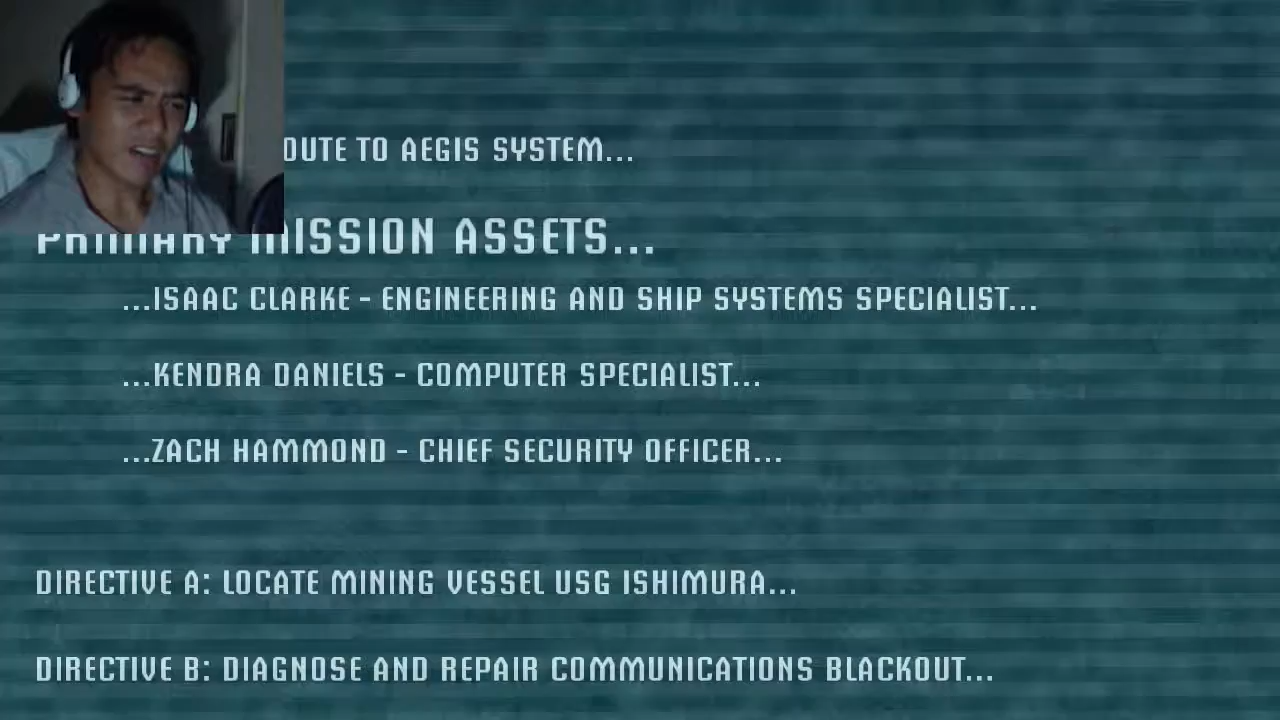 OUTE TO AEGIS SYSTEM...
PRIMARY MISSION ASSETS...
...ISAAC CLARKE - ENGINEERING AND SHIP SYSTEMS SPECIALIST...
...KENDRA DANIELS - COMPUTER SPECIALIST...
...ZACH HAMMOND - CHIEF SECURITY OFFICER...
DIRECTIVE A: LOCATE MINING VESSEL USG ISHIMURA...
DIRECTIVE B: DIAGNOSE AND REPAIR COMMUNICATIONS BLACKOUT...